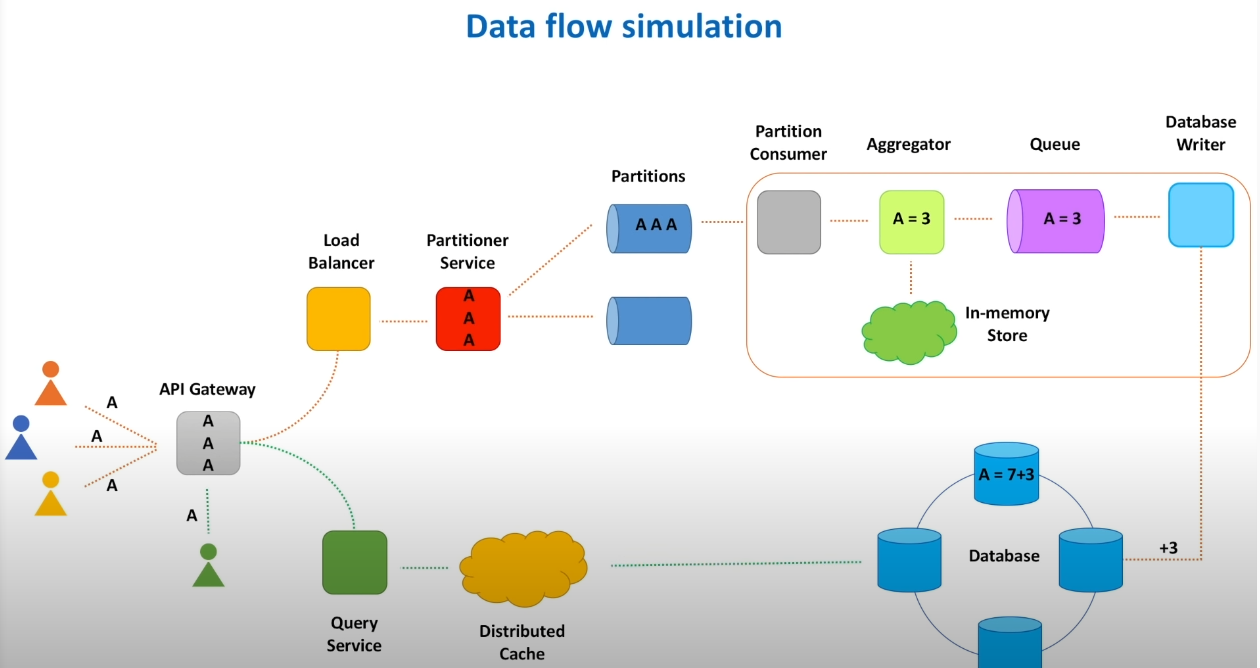 Data flow simulation
Partition
Consumer
Aggregator
Queue
Database
Writer
Partitions
A A A
A = 3
A = 3
Load
Balancer
Partitioner
Service
A
A
A
In-memory
Store
API Gateway
A
A
A
A
A
A
A
A = 7+3
Database
+3
Query
Service
Distributed
Cache